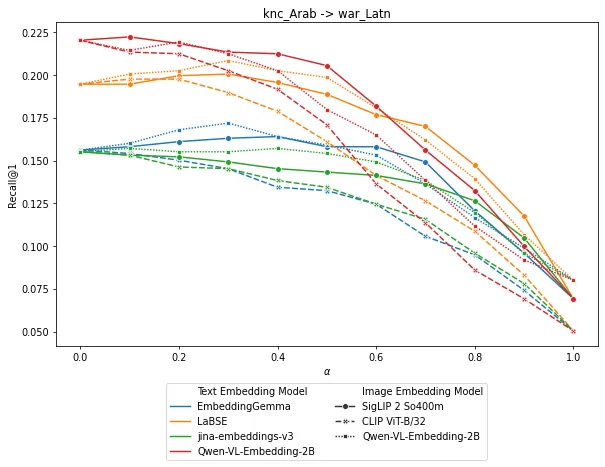 knc_Arab -> war_Latn
Recall@1
0.225
0.200
0.175
0.150
0.125
0.100
0.075
0.050
0.0 0.2 0.4 0.6 0.8 1.0
α
Text Embedding Model
EmbeddingGemma
LaBSE
jina-embeddings-v3
Qwen-VL-Embedding-2B
Image Embedding Model
SigLIP 2 So400m
CLIP ViT-B/32
Qwen-VL-Embedding-2B